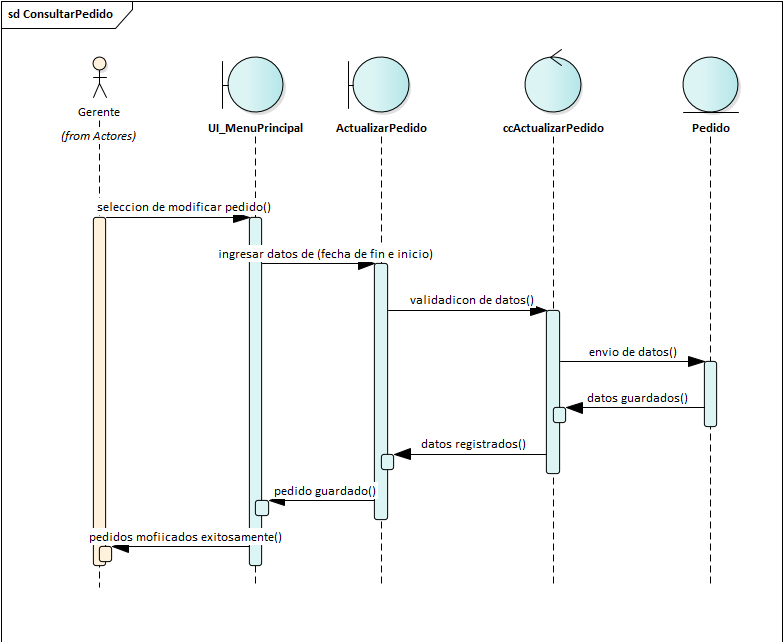 sd ConsultarPedido
Gerente
(from Actores)
UI_MenuPrincipal
ActualizarPedido
ccActualizarPedido
Pedido
seleccion de modificar pedido()
ingresar datos de (fecha de fin e inicio)
validadicon de datos()
envio de datos()
datos guardados()
datos registrados()
pedido guardado()
pedidos mofiicados exitosamente()